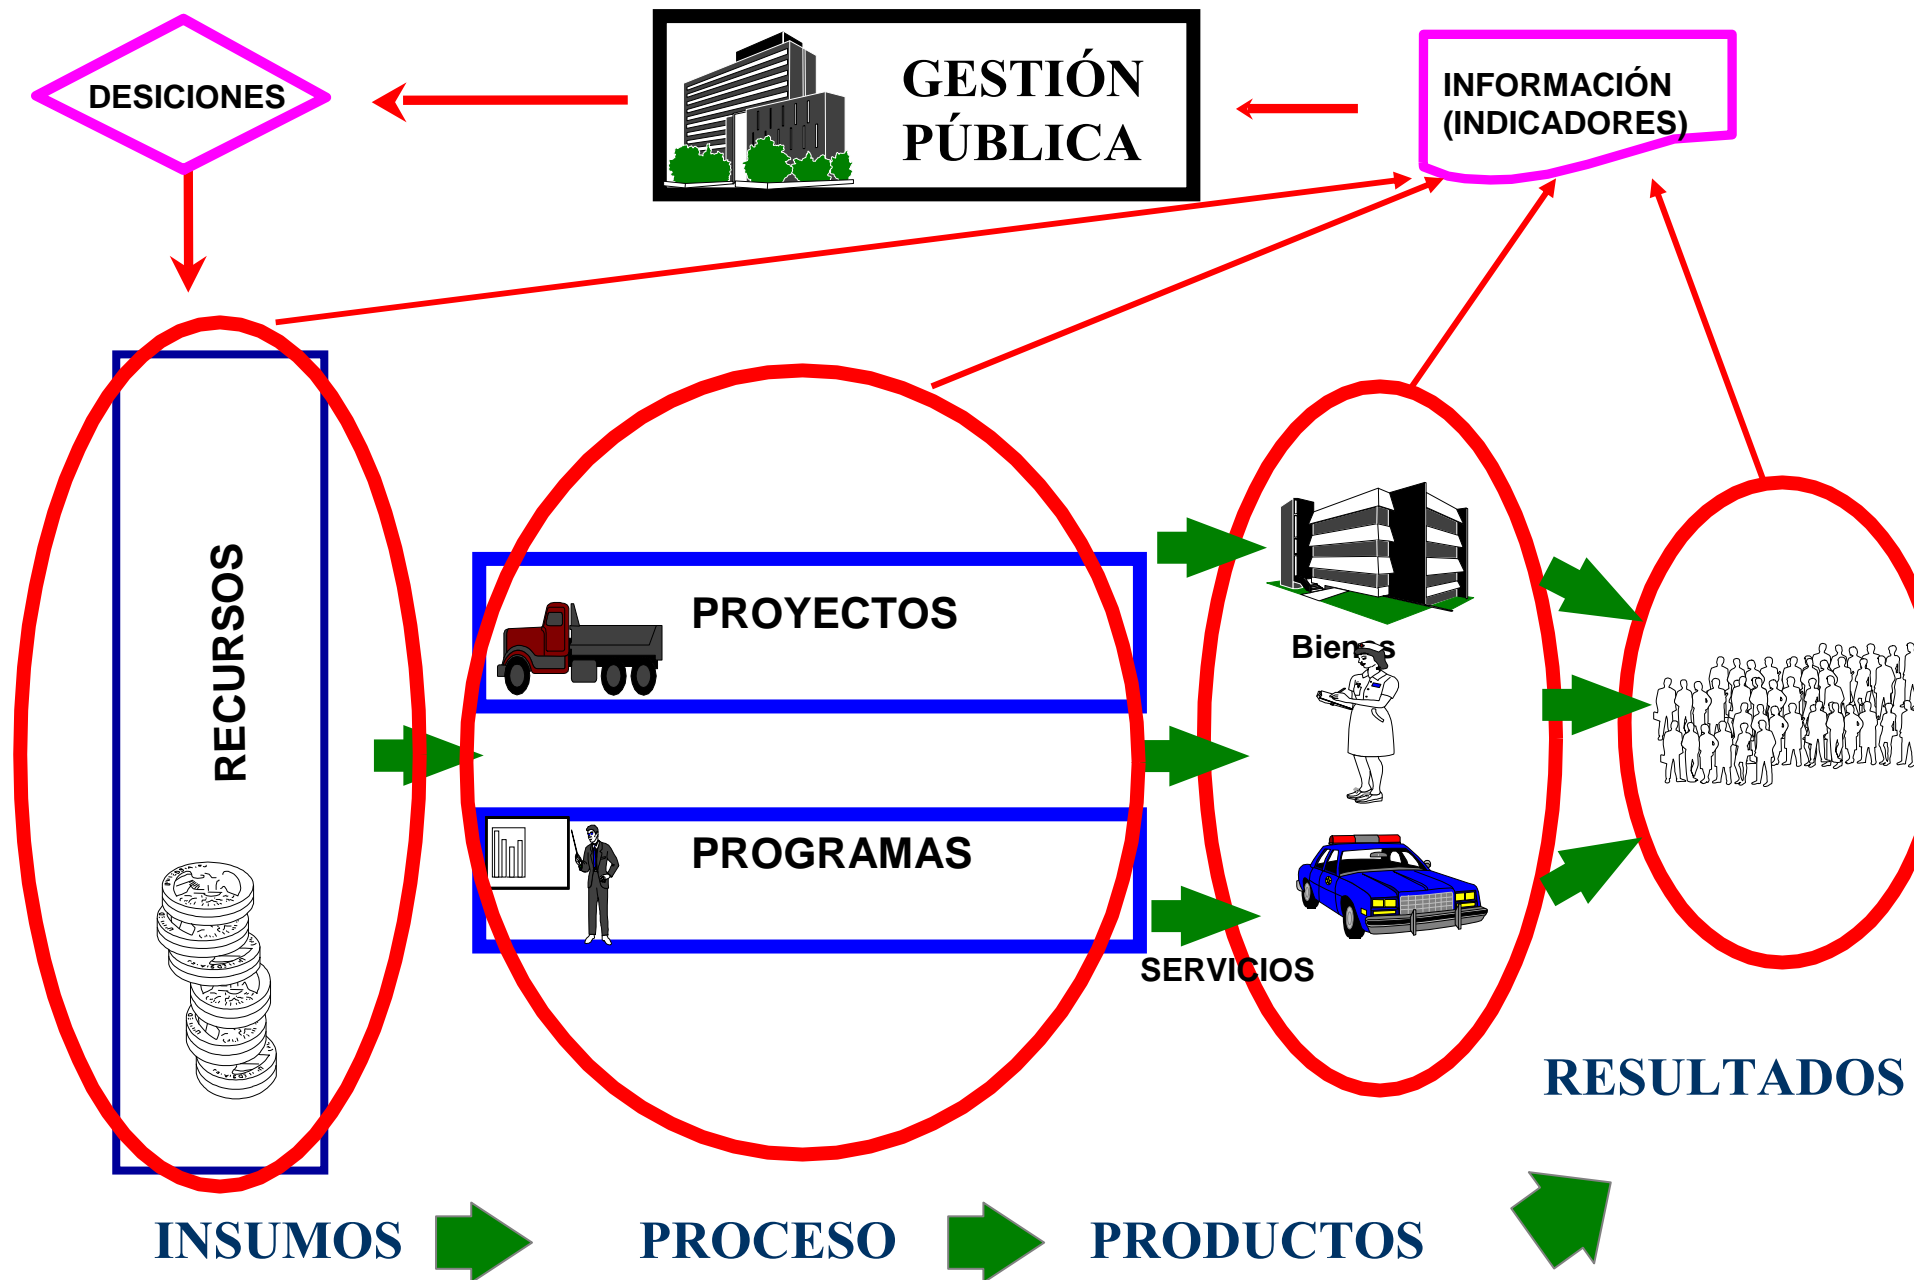 DESICIONES
GESTIÓN
PÚBLICA
INFORMACIÓN
(INDICADORES)
RECURSOS
PROYECTOS
PROGRAMAS
Bienes
SERVICIOS
RESULTADOS
INSUMOS
PROCESO
PRODUCTOS